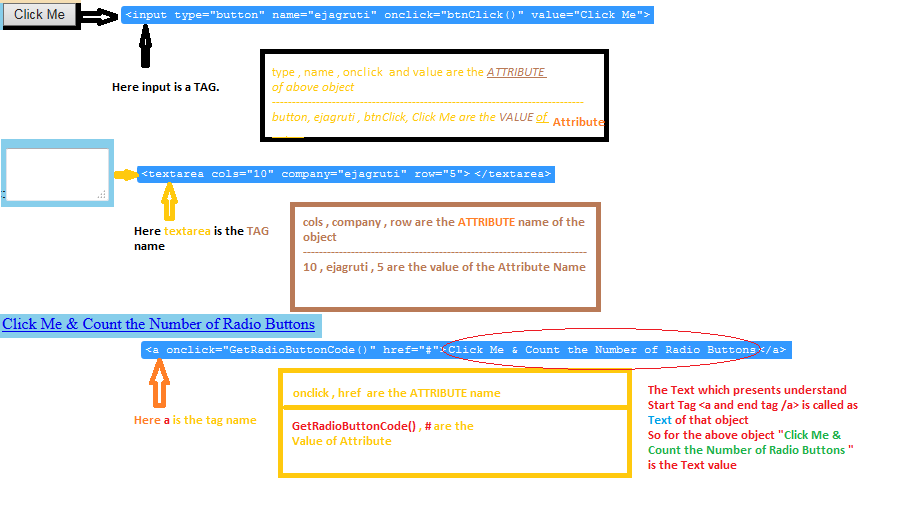 Click Me
<input type="button" name="ejagruti" onclick="btnClick()" value="Click Me">
Here input is a TAG.
type , name , onclick and value are the ATTRIBUTE
of above object
button, ejagruti , btnClick, Click Me are the VALUE of Attribute
<textarea cols="10" company="ejagruti" row="5"> </textarea>
Here textarea is the TAG
name
cols , company , row are the ATTRIBUTE name of the
object
10 , ejagruti , 5 are the value of the Attribute Name
Click Me & Count the Number of Radio Buttons
<a onclick="GetRadioButtonCode()" href="#">Click Me & Count the Number of Radio Buttons</a>
Here a is the tag name
onclick , href are the ATTRIBUTE name
GetRadioButtonCode() , # are the
Value of Attribute
The Text which presents understand
Start Tag <a and end tag /a> is called as
Text of that object
So for the above object "Click Me &
Count the Number of Radio Buttons "
is the Text value